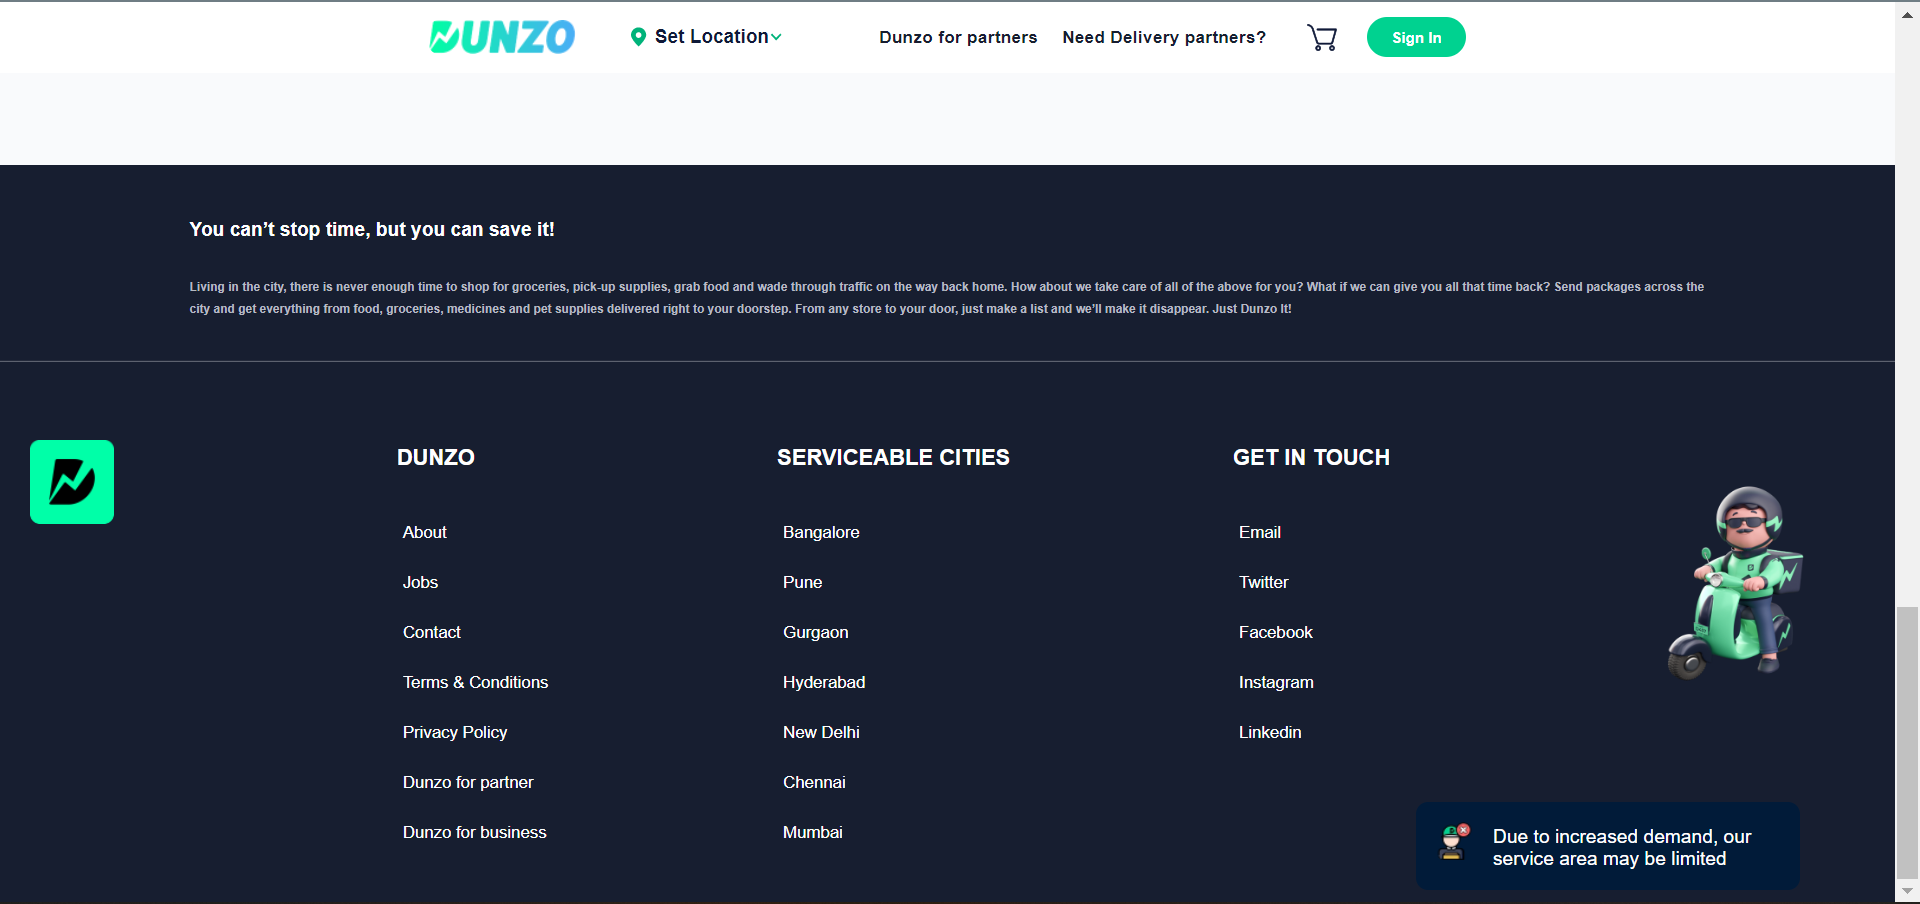 DUNZO
Set Location
Dunzo for partners
Need Delivery partners?
Sign In
You can’t stop time, but you can save it!
Living in the city, there is never enough time to shop for groceries, pick-up supplies, grab food and wade through traffic on the way back home. How about we take care of all of the above for you? What if we can give you all that time back? Send packages across the
city and get everything from food, groceries, medicines and pet supplies delivered right to your doorstep. From any store to your door, just make a list and we’ll make it disappear. Just Dunzo It!
DUNZO
About
Jobs
Contact
Terms & Conditions
Privacy Policy
Dunzo for partner
Dunzo for business
SERVICEABLE CITIES
Bangalore
Pune
Gurgaon
Hyderabad
New Delhi
Chennai
Mumbai
GET IN TOUCH
Email
Twitter
Facebook
Instagram
Linkedin
Due to increased demand, our
service area may be limited